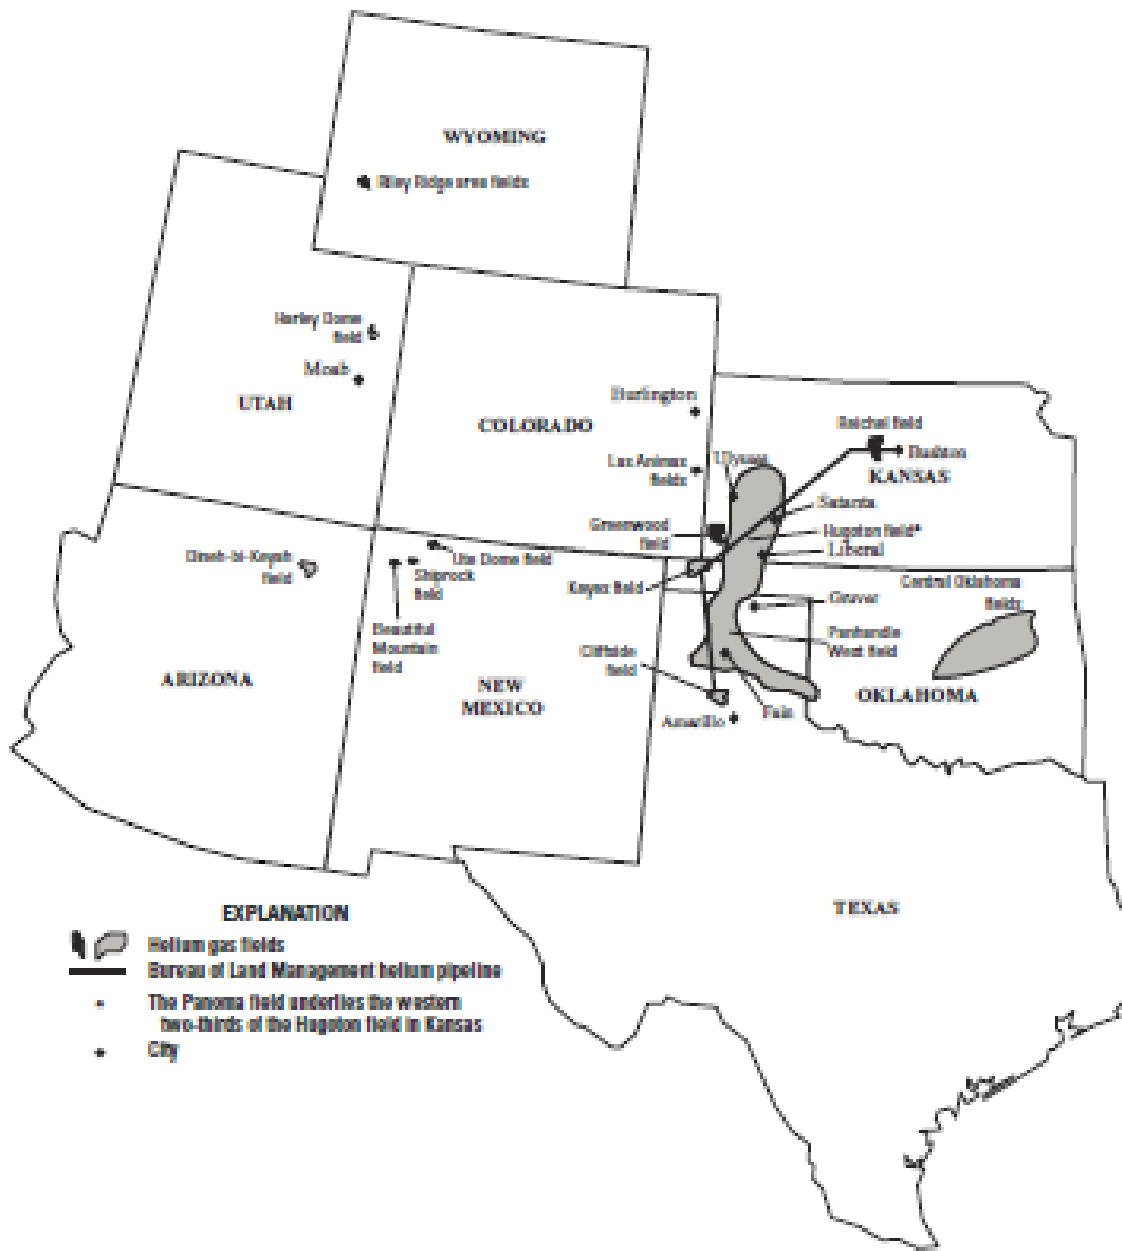 WYOMING
Riley Ridge area fields
Harley Dome
field
Moab
UTAH
COLORADO
Burlington
Las Animas
fields
Ulysses
Reichel field
Bushton
KANSAS
Satanta
Greenwood
field
Hugoton field*
Liberal
Dineh-bi-Keyah
field
Ute Dome field
Shiprock
field
Keyes field
Central Oklahoma
fields
Gruver
Beautiful
Mountain
field
Panhandle
West field
Cliffside
field
ARIZONA
NEW
MEXICO
OKLAHOMA
Amarillo
Fain
TEXAS
EXPLANATION
Helium gas fields
Bureau of Land Management helium pipeline
* The Panoma field underlies the western
two-thirds of the Hugoton field in Kansas
City